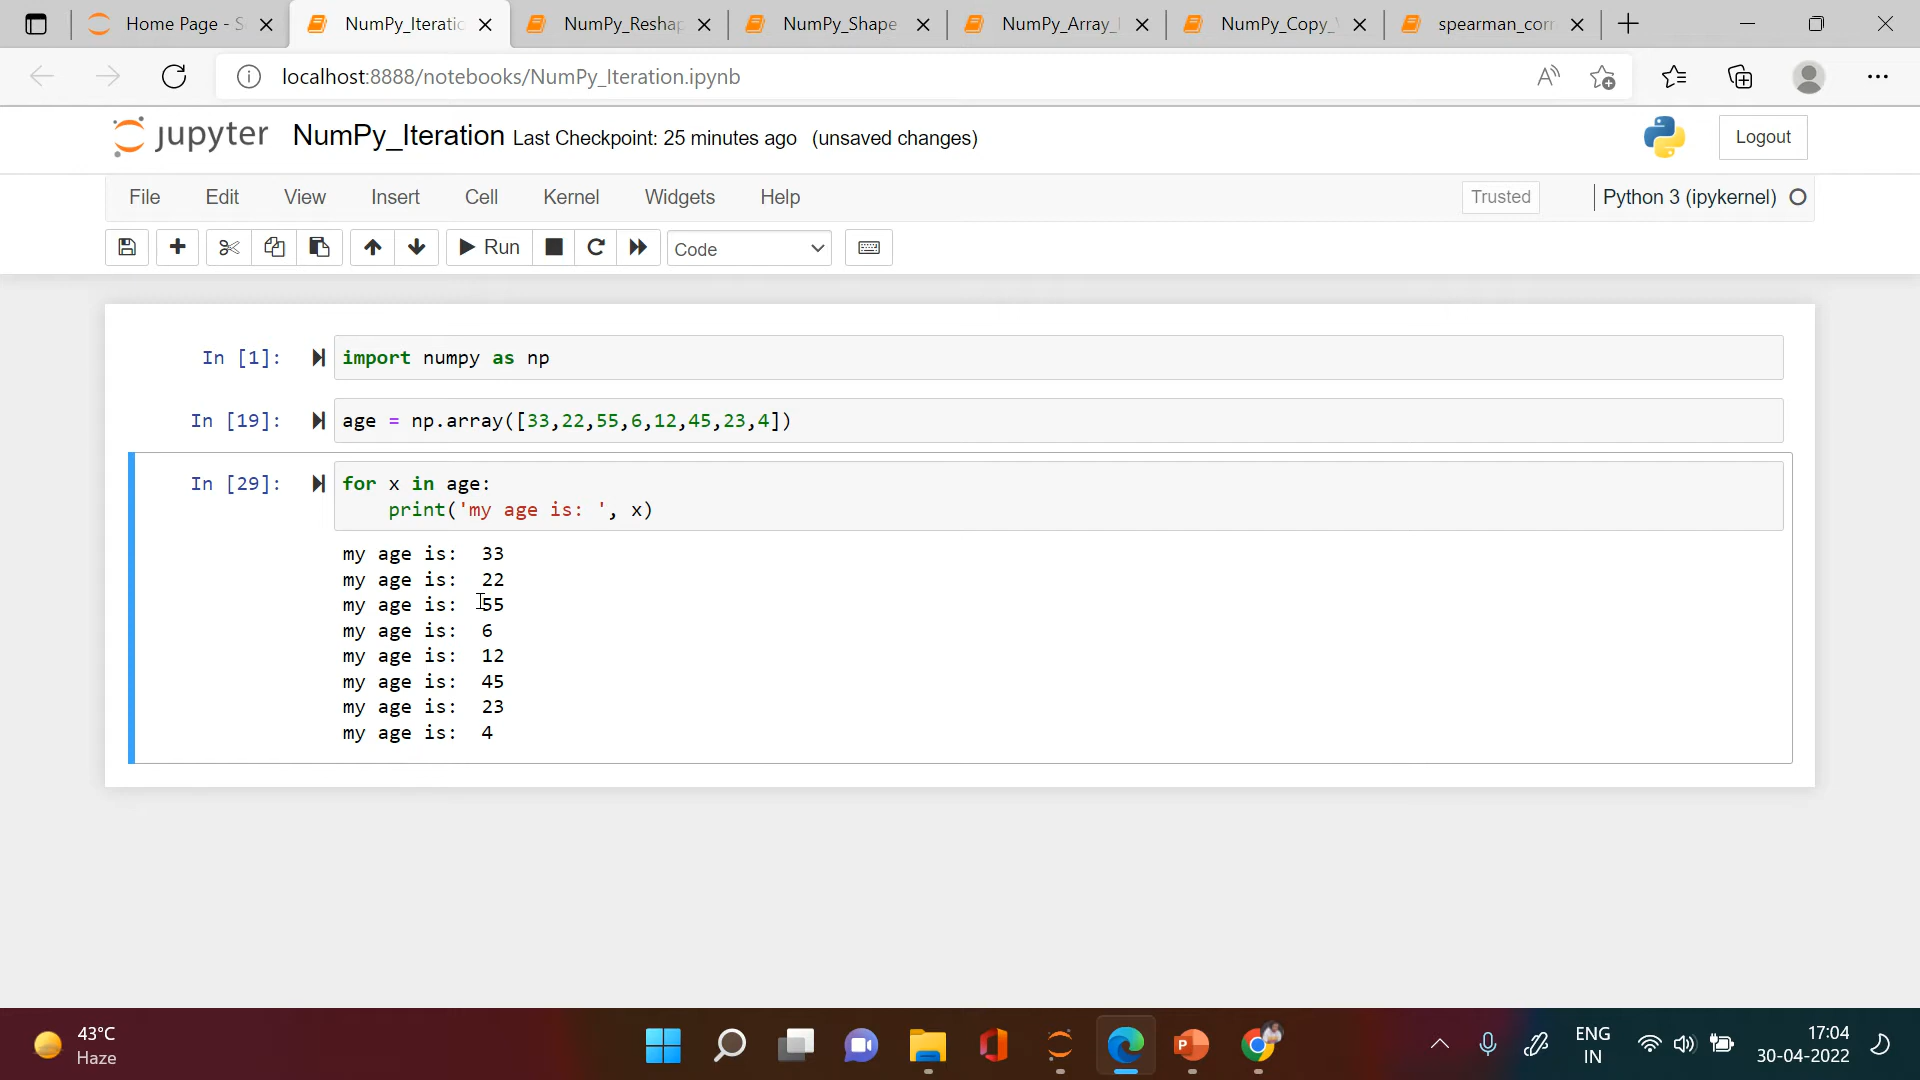 Home Page - S
NumPy_Iteratio
NumPy_Reshap
NumPy_Shape
NumPy_Array_
NumPy_Copy_
spearman_corr
localhost:8888/notebooks/NumPy_Iteration.ipynb
jupyter NumPy_Iteration Last Checkpoint: 25 minutes ago (unsaved changes)
Logout
File Edit View Insert Cell Kernel Widgets Help
Trusted
Python 3 (ipykernel)
Run
Code
In [1]: import numpy as np
In [19]: age = np.array([33,22,55,6,12,45,23,4])
In [29]: for x in age:
print('my age is: ', x)
my age is:  33
my age is:  22
my age is:  55
my age is:  6
my age is:  12
my age is:  45
my age is:  23
my age is:  4
43°C
Haze
ENG
IN
17:04
30-04-2022